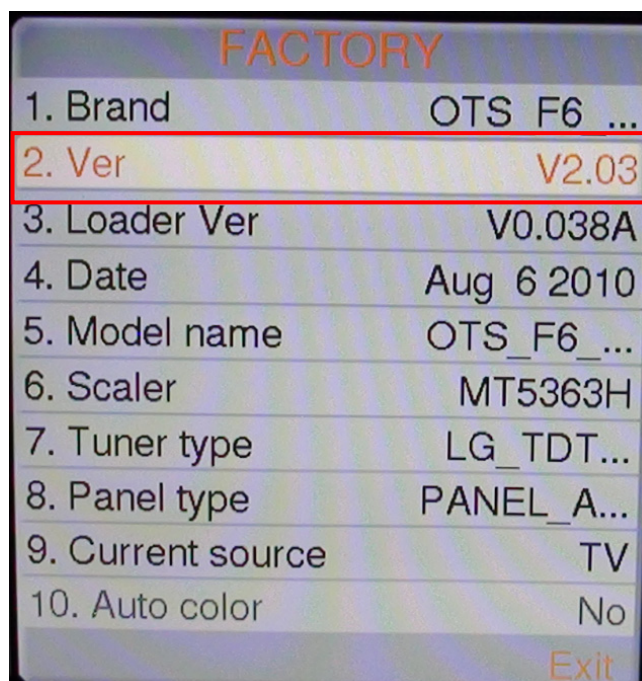 FACTORY
1. Brand OTS_F6_...
2. Ver V2.03
3. Loader Ver V0.038A
4. Date Aug 6 2010
5. Model name OTS_F6_...
6. Scaler MT5363H
7. Tuner type LG_TDT...
8. Panel type PANEL_A...
9. Current source TV
10. Auto color No
Exit